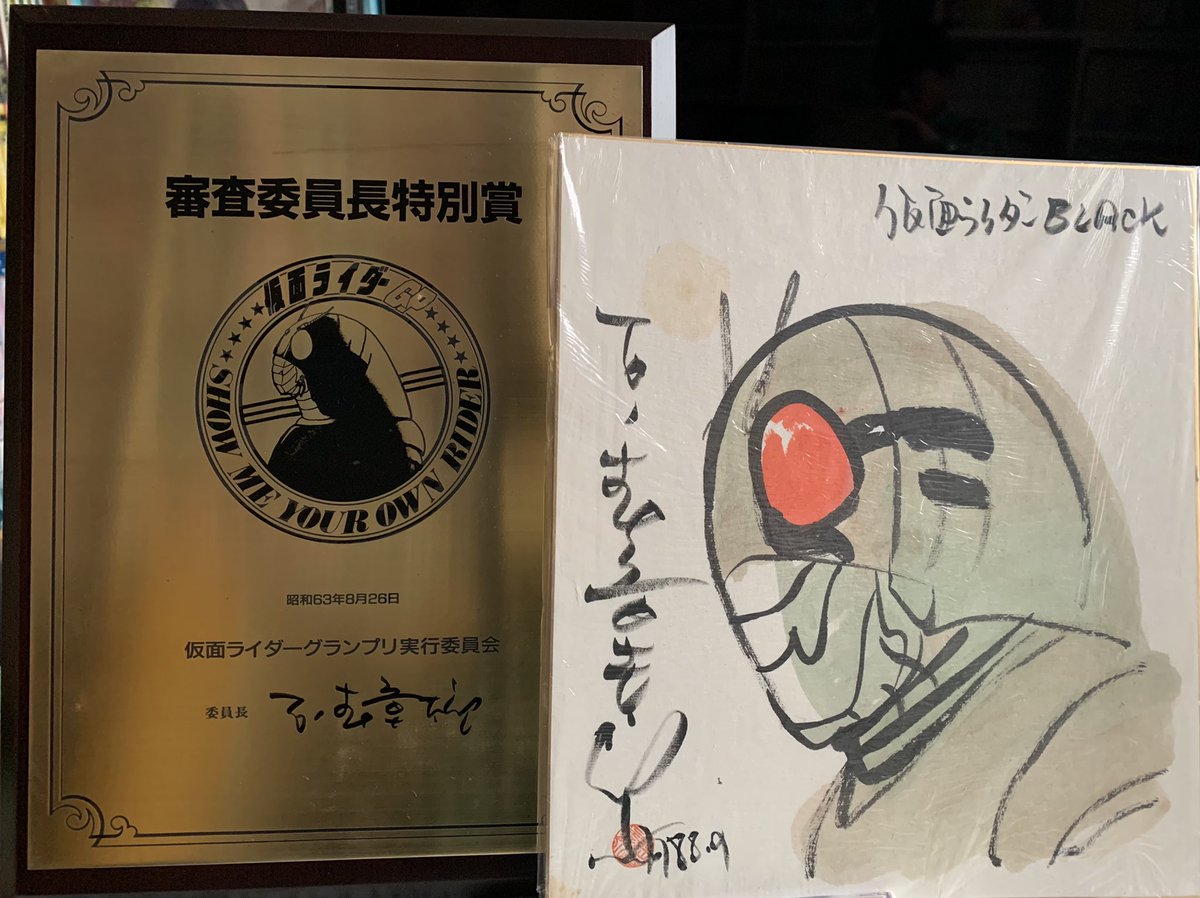 審査委員長特別賞
仮面ライダーGP
SHOW ME YOUR OWN RIDER
昭和63年8月26日
仮面ライダーグランプリ実行委員会
委員長
仮面ライダーBLACK
'88.9